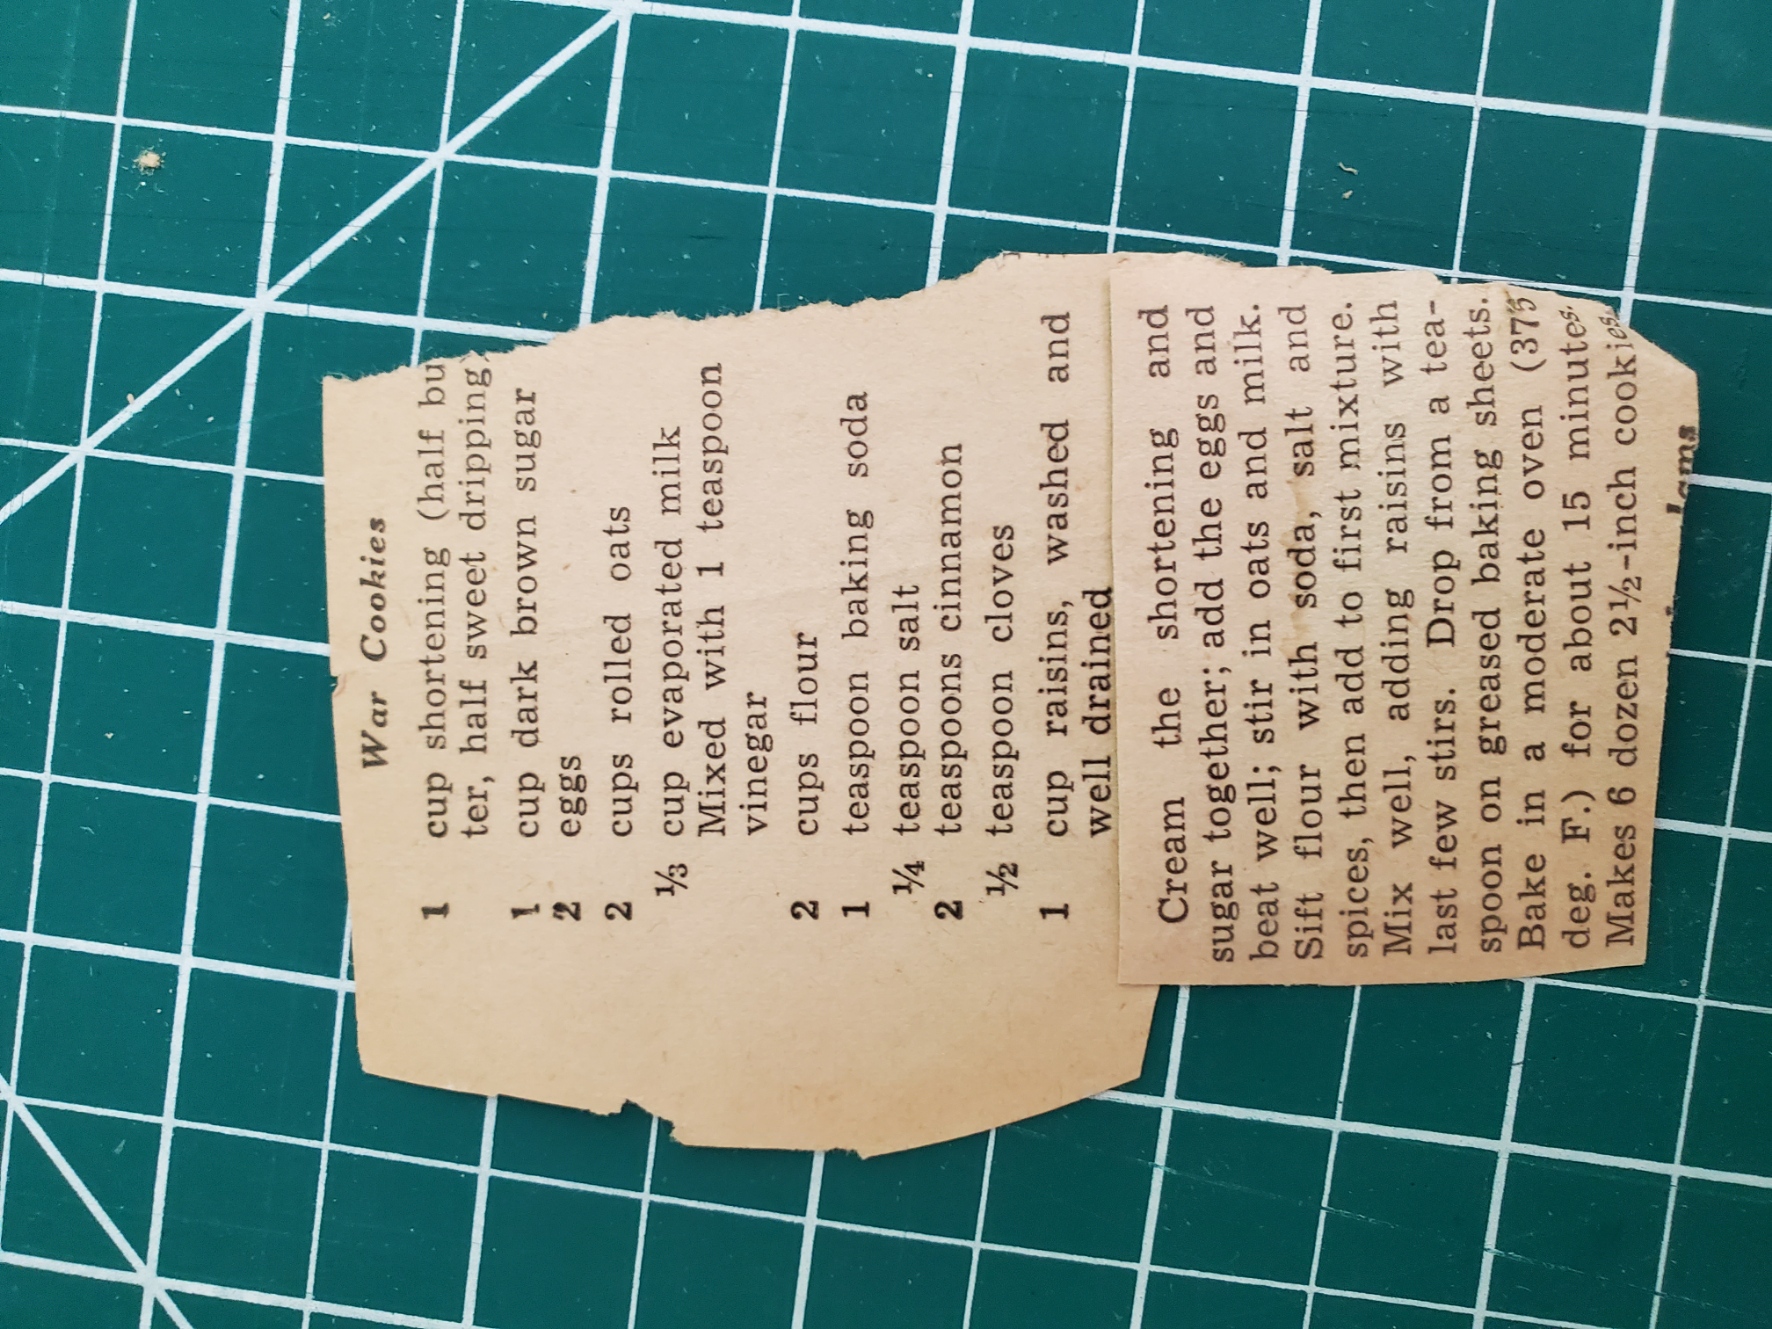 War Cookies
1 cup shortening (half bu
ter, half sweet dripping
1 cup dark brown sugar
2 eggs
2 cups rolled oats
⅓ cup evaporated milk
Mixed with 1 teaspoon
vinegar
2 cups flour
1 teaspoon baking soda
¼ teaspoon salt
2 teaspoons cinnamon
½ teaspoon cloves
1 cup raisins, washed and
well drained
Cream the shortening and
sugar together; add the eggs and
beat well; stir in oats and milk.
Sift flour with soda, salt and
spices, then add to first mixture.
Mix well, adding raisins with
last few stirs. Drop from a tea-
spoon on greased baking sheets.
Bake in a moderate oven (375
deg. F.) for about 15 minutes.
Makes 6 dozen 2½-inch cookies.